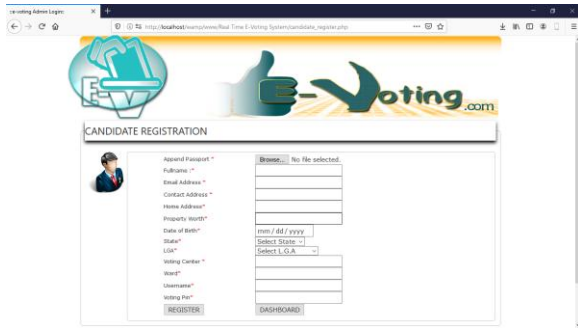 :e-voting Admin Login:
http://localhost/wamp/www/Real Time E-Voting System/candidate_register.php
E-V
E-Voting.com
CANDIDATE REGISTRATION
Append Passport * Browse... No file selected.
Fullname :*
Email Address *
Contact Address *
Home Address*
Property Worth*
Date of Birth* mm / dd / yyyy
State* Select State
LGA* Select L.G.A
Voting Center *
Word*
Username*
Voting Pin*
REGISTER DASHBOARD